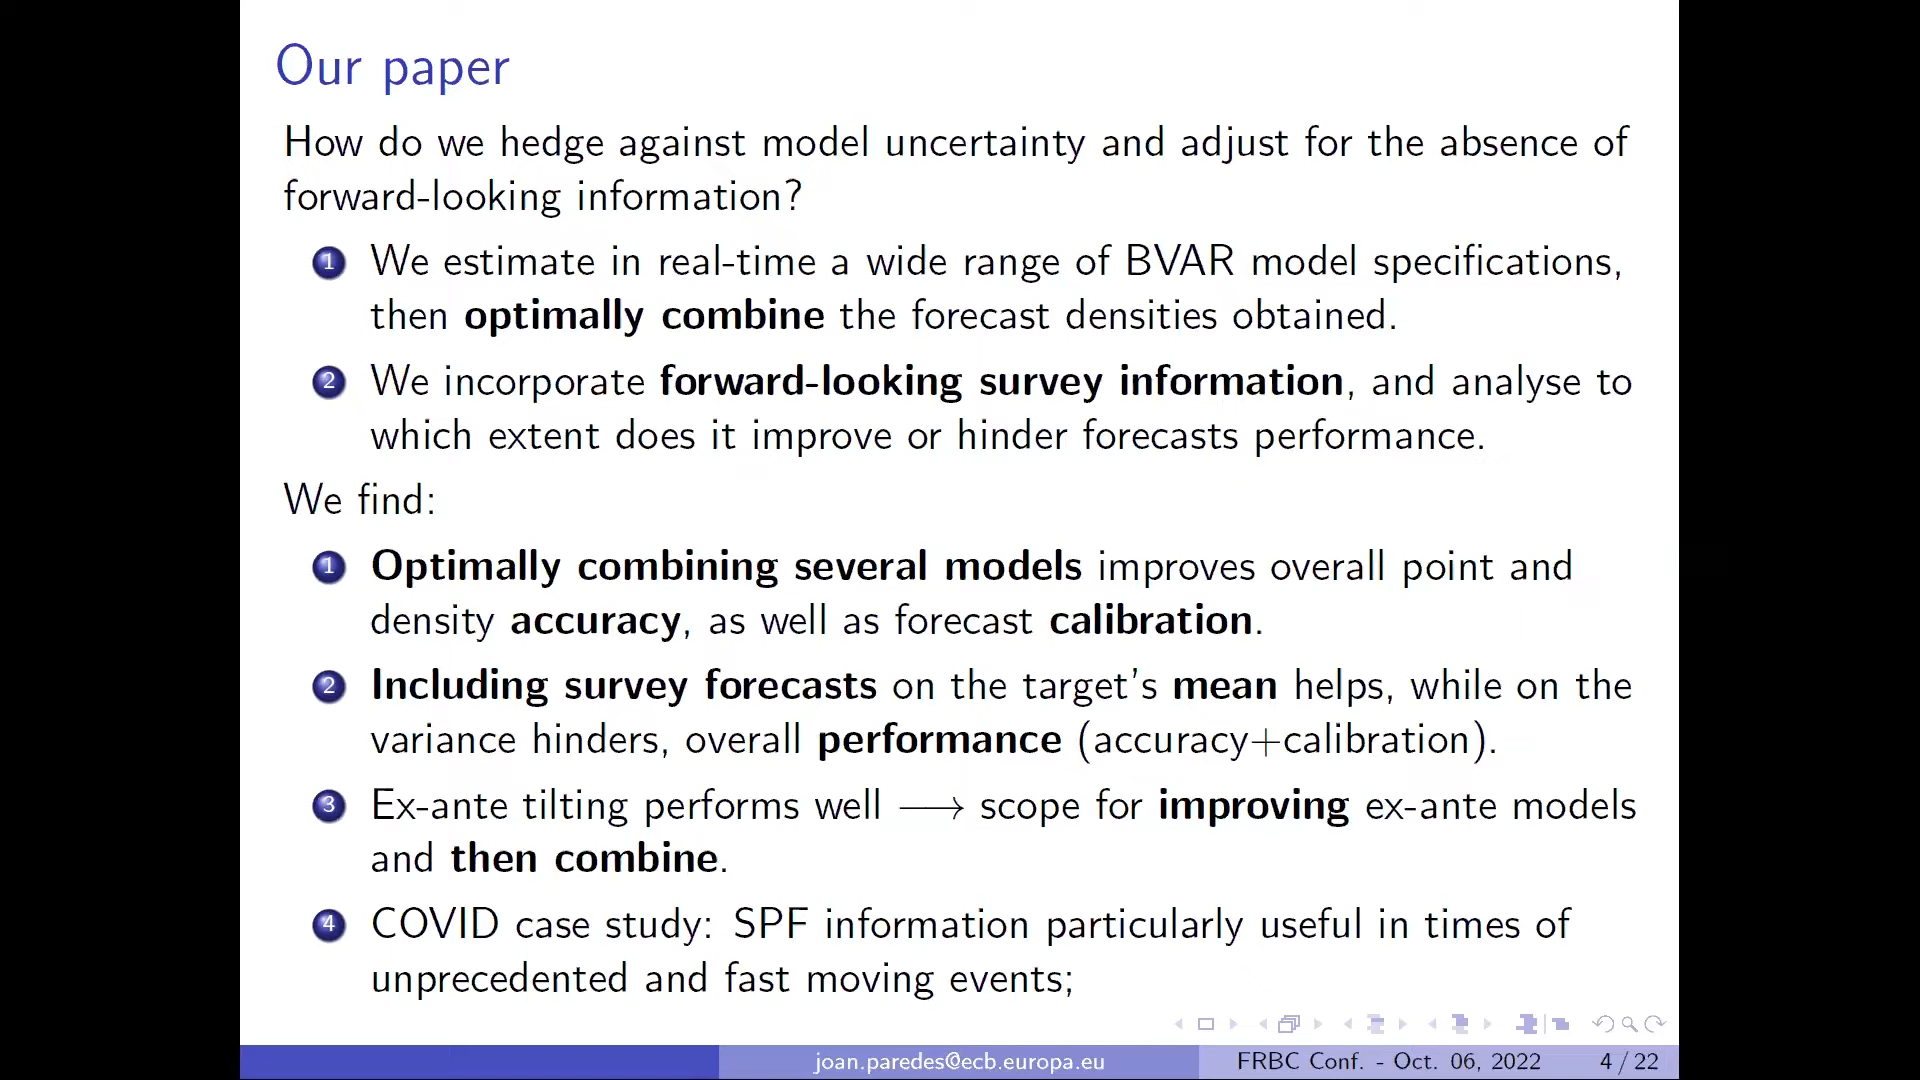 Our paper
How do we hedge against model uncertainty and adjust for the absence of
forward-looking information?
1 We estimate in real-time a wide range of BVAR model specifications,
then optimally combine the forecast densities obtained.
2 We incorporate forward-looking survey information, and analyse to
which extent does it improve or hinder forecasts performance.
We find:
1 Optimally combining several models improves overall point and
density accuracy, as well as forecast calibration.
2 Including survey forecasts on the target's mean helps, while on the
variance hinders, overall performance (accuracy+calibration).
3 Ex-ante tilting performs well ⟶ scope for improving ex-ante models
and then combine.
4 COVID case study: SPF information particularly useful in times of
unprecedented and fast moving events;
joan.paredes@ecb.europa.eu FRBC Conf. - Oct. 06, 2022 4 / 22